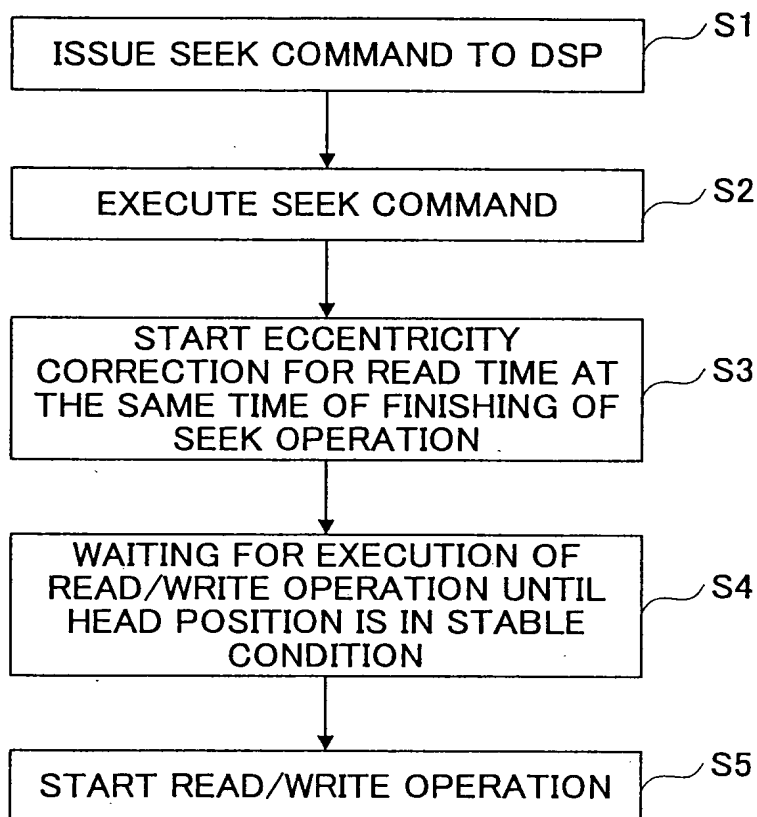 ISSUE SEEK COMMAND TO DSP
S1
EXECUTE SEEK COMMAND
S2
START ECCENTRICITY
CORRECTION FOR READ TIME AT
THE SAME TIME OF FINISHING OF
SEEK OPERATION
S3
WAITING FOR EXECUTION OF
READ/WRITE OPERATION UNTIL
HEAD POSITION IS IN STABLE
CONDITION
S4
START READ/WRITE OPERATION
S5